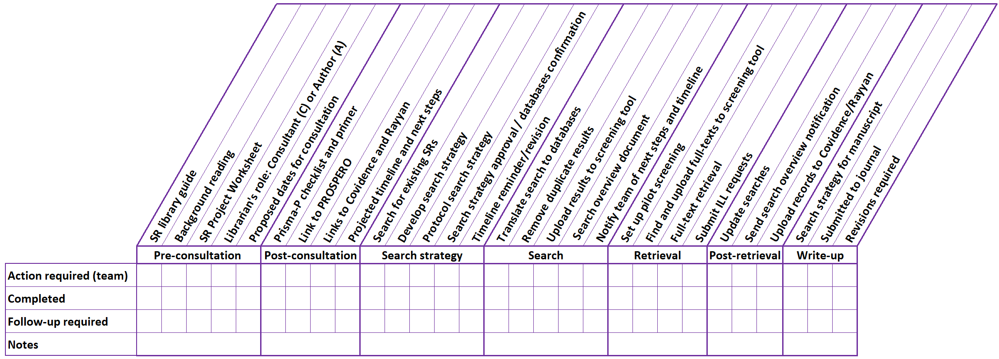 SR library guide
Background reading
SR Project Worksheet
Librarian's role: Consultant (C) or Author (A)
Proposed dates for consultation
Prisma-P checklist and primer
Link to PROSPERO
Links to Covidence and Rayyan
Projected timeline and next steps
Search for existing SRs
Develop search strategy
Protocol search strategy
Search strategy approval / databases confirmation
Timeline reminder/revision
Translate search to databases
Remove duplicate results
Upload results to screening tool
Search overview document
Notify team of next steps and timeline
Set up pilot screening
Find and upload full-texts to screening tool
Full-text retrieval
Submit ILL requests
Update searches
Send search overview notification
Upload records to Covidence/Rayyan
Search strategy for manuscript
Submitted to journal
Revisions required
Pre-consultation
Post-consultation
Search strategy
Search
Retrieval
Post-retrieval
Write-up
Action required (team)
Completed
Follow-up required
Notes